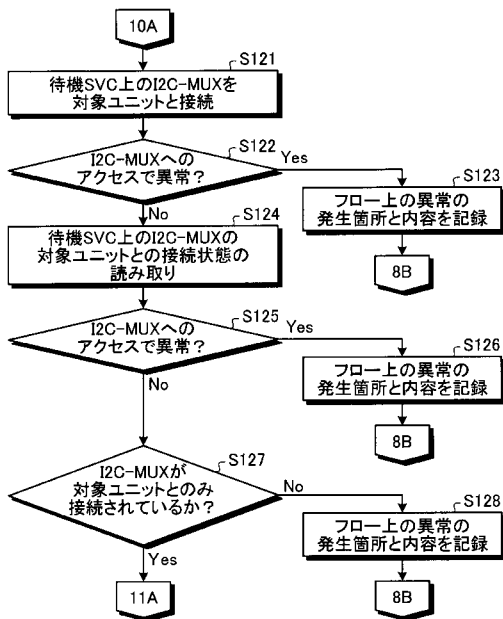 10A
S121
待機SVC上のI2C-MUXを
対象ユニットと接続
S122
I2C-MUXへの
アクセスで異常?
Yes
No
S123
フロー上の異常の
発生箇所と内容を記録
8B
S124
待機SVC上のI2C-MUXの
対象ユニットとの接続状態の
読み取り
S125
I2C-MUXへの
アクセスで異常?
Yes
No
S126
フロー上の異常の
発生箇所と内容を記録
8B
S127
I2C-MUXが
対象ユニットとのみ
接続されているか?
No
Yes
S128
フロー上の異常の
発生箇所と内容を記録
8B
11A